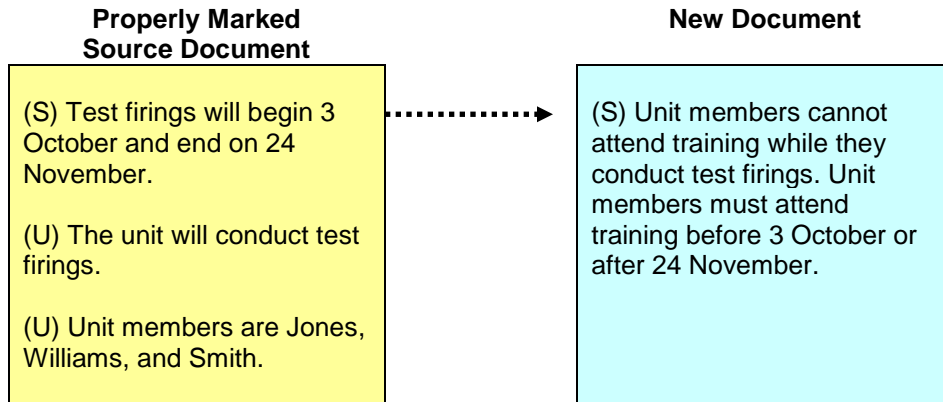 Properly Marked
Source Document
(S) Test firings will begin 3
October and end on 24
November.
(U) The unit will conduct test
firings.
(U) Unit members are Jones,
Williams, and Smith.
New Document
(S) Unit members cannot
attend training while they
conduct test firings. Unit
members must attend
training before 3 October or
after 24 November.